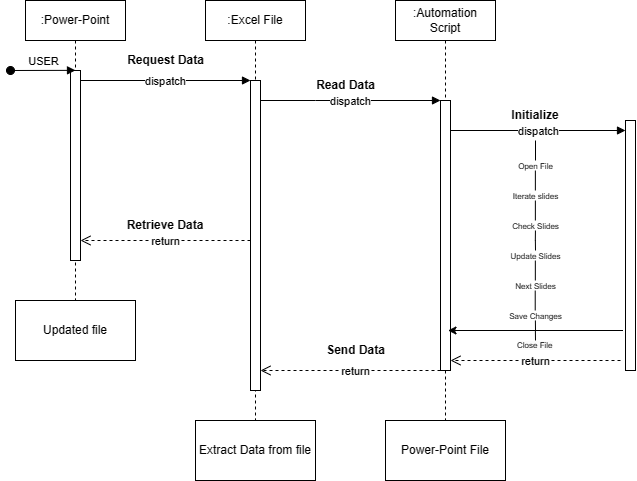 :Power-Point
:Excel File
:Automation
Script
USER
Request Data
dispatch
Read Data
dispatch
Initialize
dispatch
Open File
Iterate slides
Check Slides
Update Slides
Next Slides
Save Changes
Close File
return
Retrieve Data
return
Send Data
return
Updated file
Extract Data from file
Power-Point File